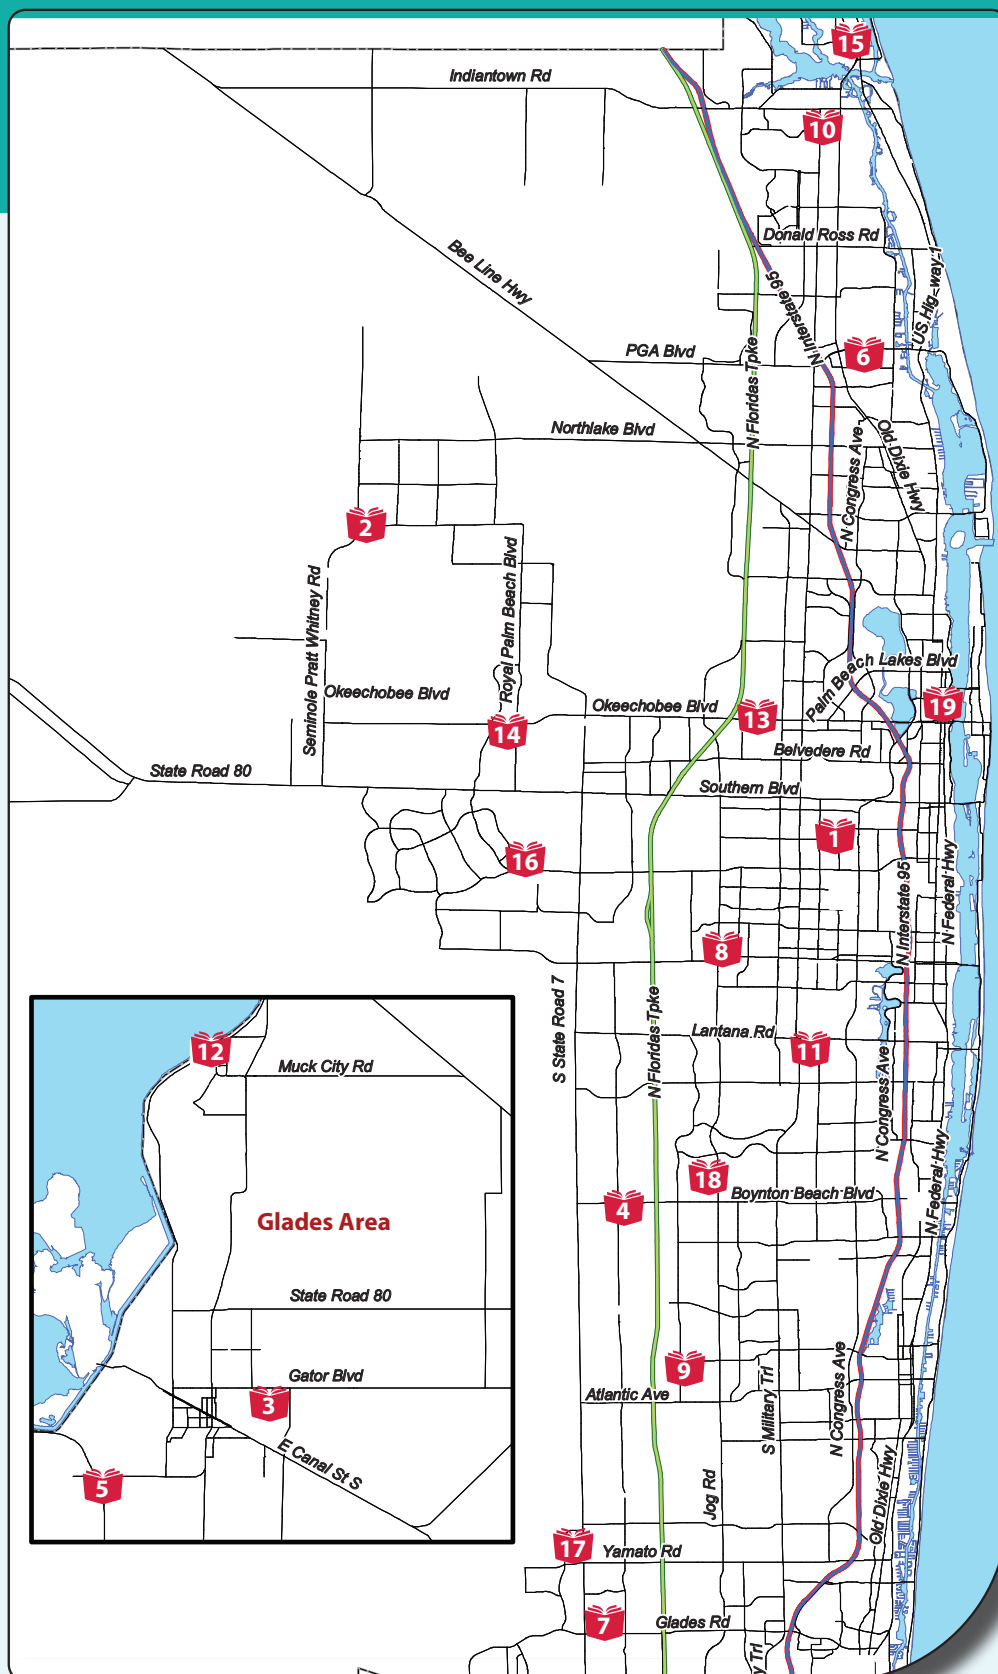 15
Indiantown Rd
10
Donald Ross Rd
Bee Line Hwy
N Interstate 95
US Hig-way 1
PGA Blvd
6
N Floridas Tpke
Northlake Blvd
N Congress Ave
Old Dixie Hwy
2
Seminole Pratt Whitney Rd
Royal Palm Beach Blvd
Palm Beach Lakes Blvd
Okeechobee Blvd
Okeechobee Blvd
19
14
13
Belvedere Rd
State Road 80
Southern Blvd
1
16
N Interstate 95
N Federal Hwy
8
S State Road 7
N Floridas Tpke
Lantana Rd
11
N Congress Ave
12
Muck City Rd
18
Boynton Beach Blvd
N Federal Hwy
4
Glades Area
State Road 80
Gator Blvd
3
E Canal St S
5
9
Atlantic Ave
S Military Trl
N Congress Ave
Jog Rd
Old Dixie Hwy
17
Yamato Rd
7
Glades Rd
y Trl